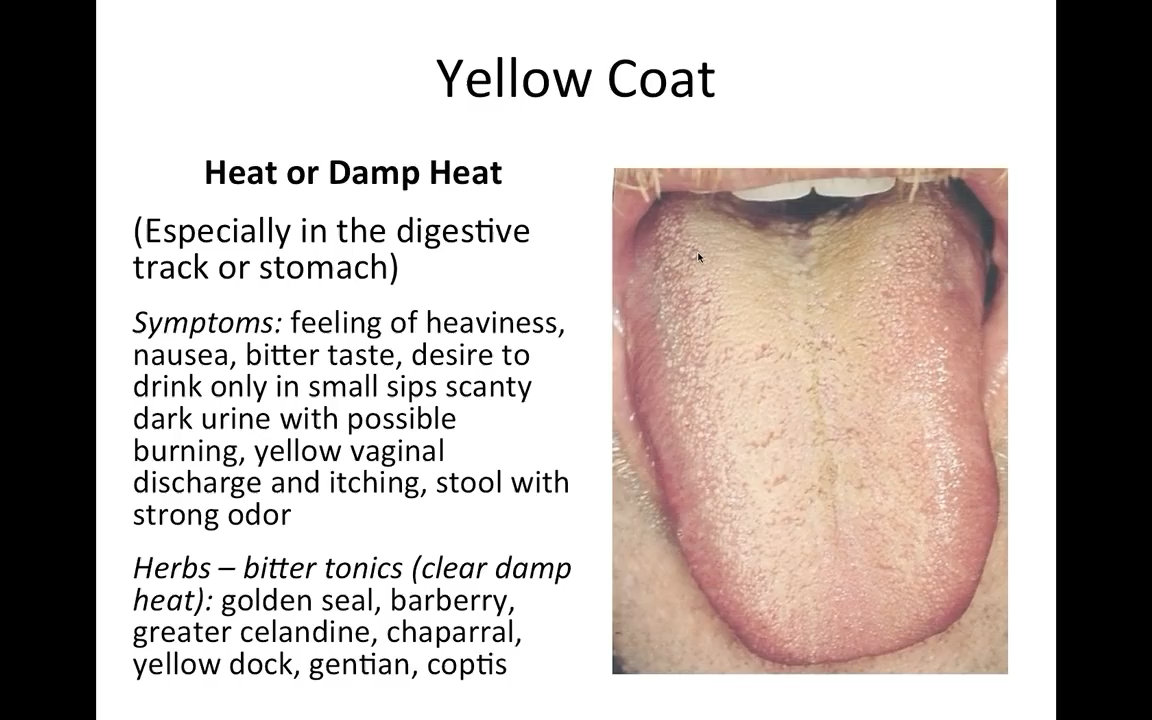 Yellow Coat
Heat or Damp Heat
(Especially in the digestive
track or stomach)
Symptoms: feeling of heaviness,
nausea, bitter taste, desire to
drink only in small sips scanty
dark urine with possible
burning, yellow vaginal
discharge and itching, stool with
strong odor
Herbs – bitter tonics (clear damp
heat): golden seal, barberry,
greater celandine, chaparral,
yellow dock, gentian, coptis